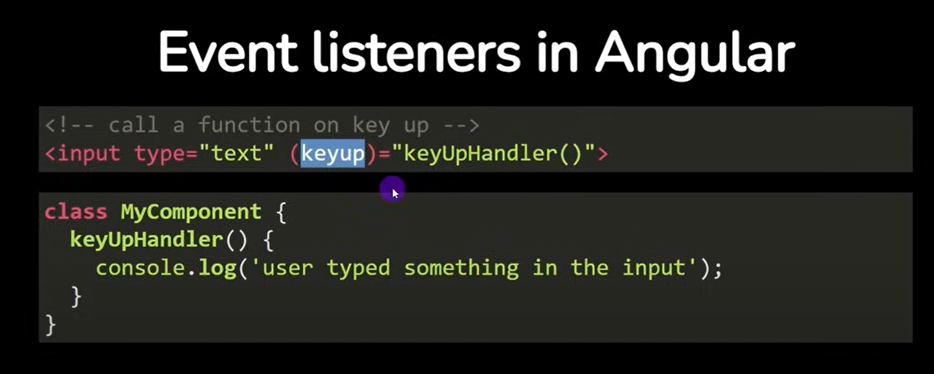 Event listeners in Angular
<!-- call a function on key up -->
<input type="text" (keyup)="keyUpHandler()">
class MyComponent {
keyUpHandler() {
console.log('user typed something in the input');
}
}